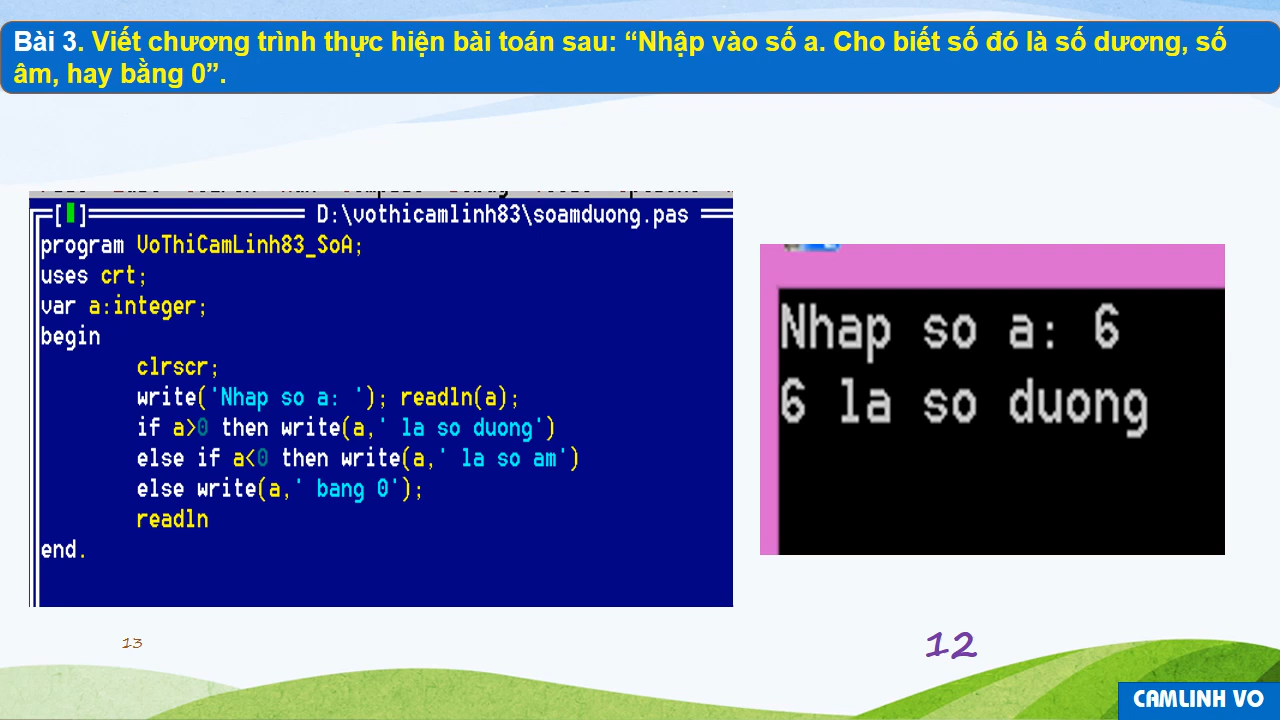 Bài 3. Viết chương trình thực hiện bài toán sau: “Nhập vào số a. Cho biết số đó là số dương, số
âm, hay bằng 0”.
D:\vothicamlinh83\soamduong.pas
program VoThiCamLinh83_SoA;
uses crt;
var a:integer;
begin
clrscr;
write('Nhap so a: '); readln(a);
if a>0 then write(a,' la so duong')
else if a<0 then write(a,' la so am')
else write(a,' bang 0');
readln
end.
Nhap so a: 6
6 la so duong
13
12
CAMLINH VO